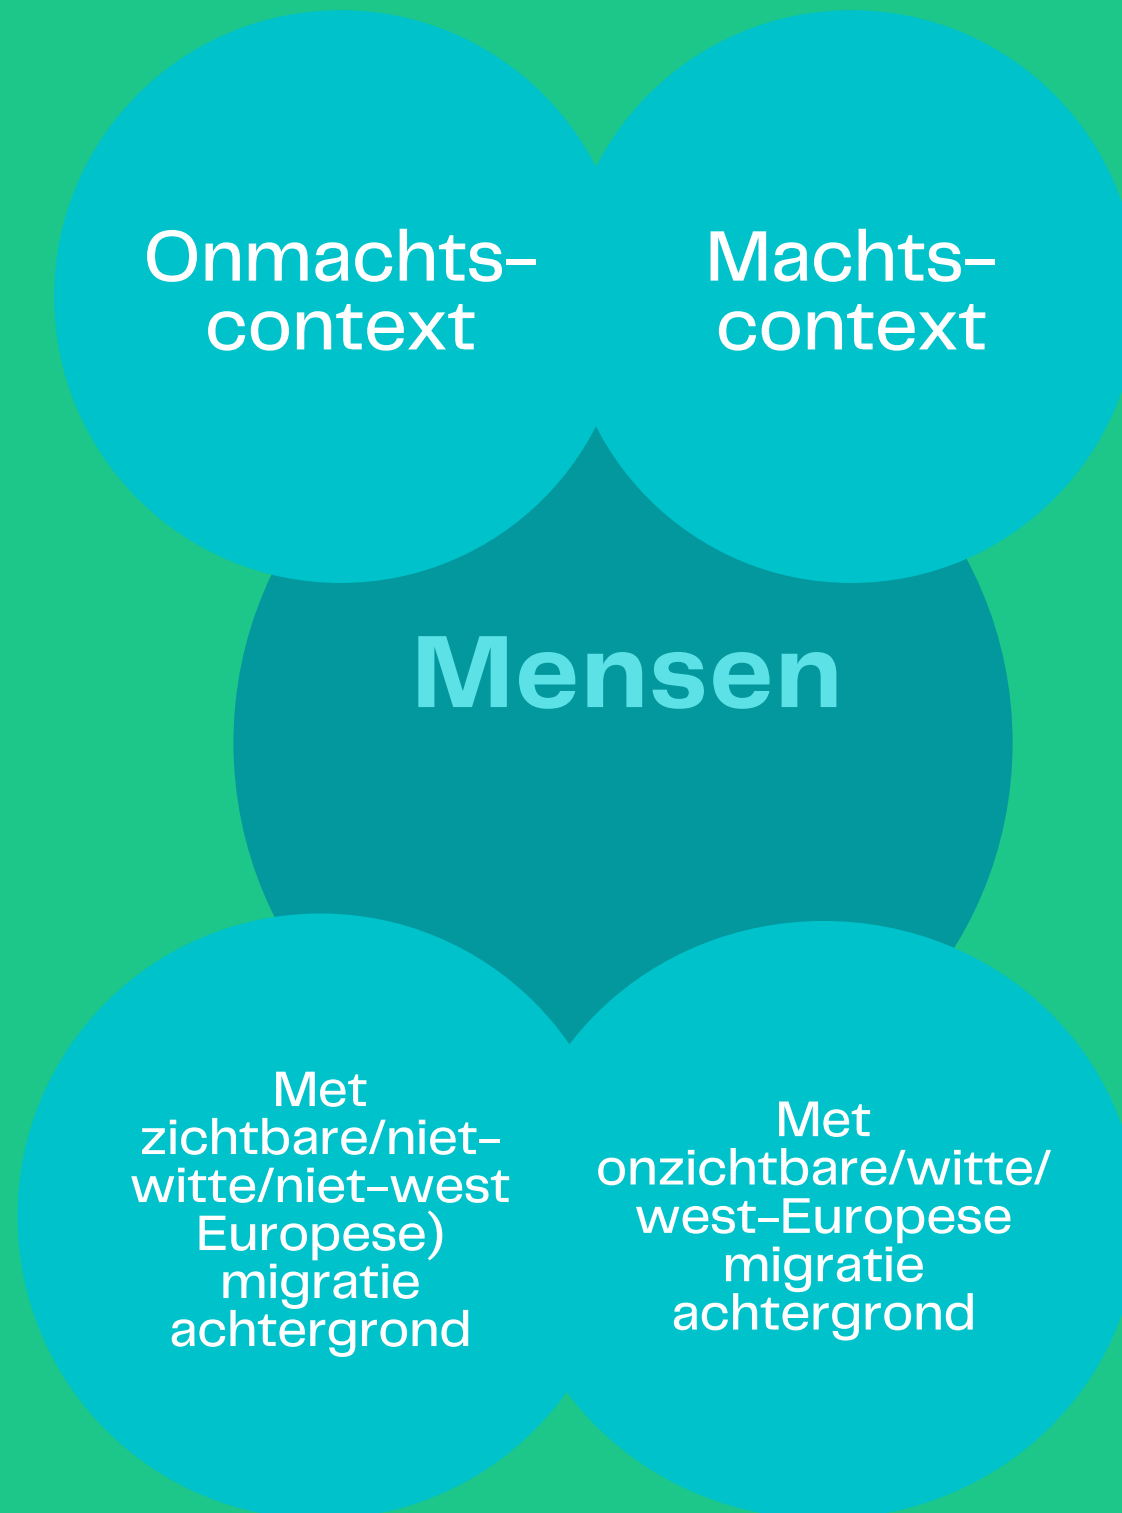 Onmachts-
context
Machts-
context
Mensen
Met
zichtbare/niet-
witte/niet-west
Europese)
migratie
achtergrond
Met
onzichtbare/witte/
west-Europese
migratie
achtergrond